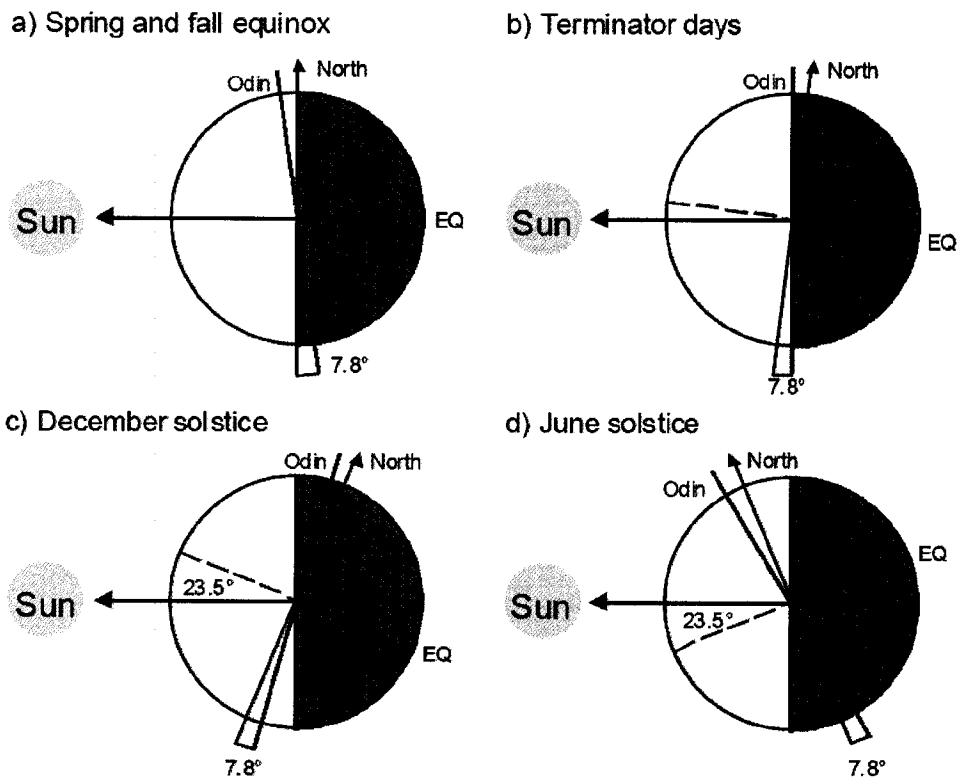 a) Spring and fall equinox
Odin
North
Sun
EQ
7.8°
b) Terminator days
Odin
North
Sun
EQ
7.8°
c) December solstice
Odin
North
23.5°
Sun
EQ
7.8°
d) June solstice
North
Odin
EQ
Sun
23.5°
7.8°